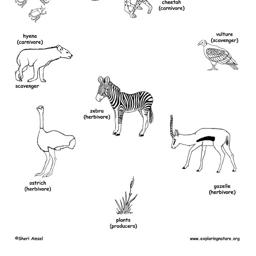 cheetah
(carnivore)
hyena
(carnivore)
vulture
(scavenger)
scavenger
zebra
(herbivore)
ostrich
(herbivore)
gazelle
(herbivore)
plants
(producers)
©Sheri Amsel
www.exploringnature.org